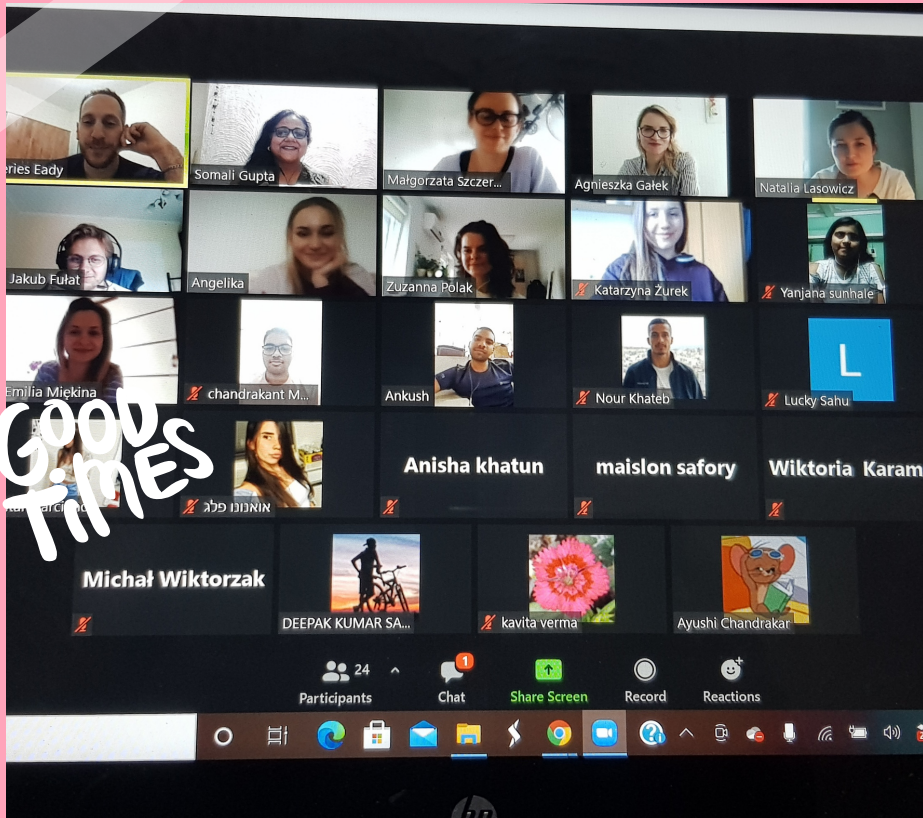 eries Eady
Somali Gupta
Małgorzata Szczer...
Agnieszka Gałek
Natalia Lasowicz
Jakub Fułat
Angelika
Zuzanna Polak
Katarzyna Żurek
Yanjana sunhale
Emilia Miękina
chandrakant M...
Ankush
Nour Khateb
L
Lucky Sahu
GOOD
TIMES
אואנונו פלג
Anisha khatun
maislon safory
Wiktoria Karam
Michał Wiktorzak
DEEPAK KUMAR SA...
kavita verma
Ayushi Chandrakar
24
1
Participants
Chat
Share Screen
Record
Reactions
hp